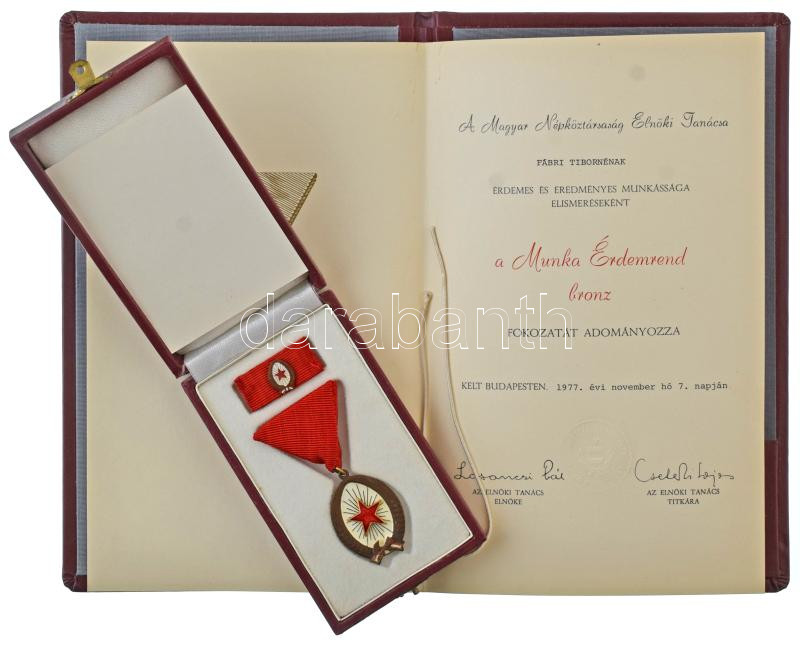 A Magyar Népköztársaság Elnöki Tanácsa
FÁBRI TIBORNÉNAK
ÉRDEMES ÉS EREDMÉNYES MUNKÁSSÁGA
ELISMERÉSEKÉNT
a Munka Érdemrend
bronz
darabanth
FOKOZATÁT ADOMÁNYOZZA
KELT BUDAPESTEN, 1977. évi november hó 7. napján
Losonczi Pál
AZ ELNÖKI TANÁCS
ELNÖKE
Cseterki Lajos
AZ ELNÖKI TANÁCS
TITKÁRA